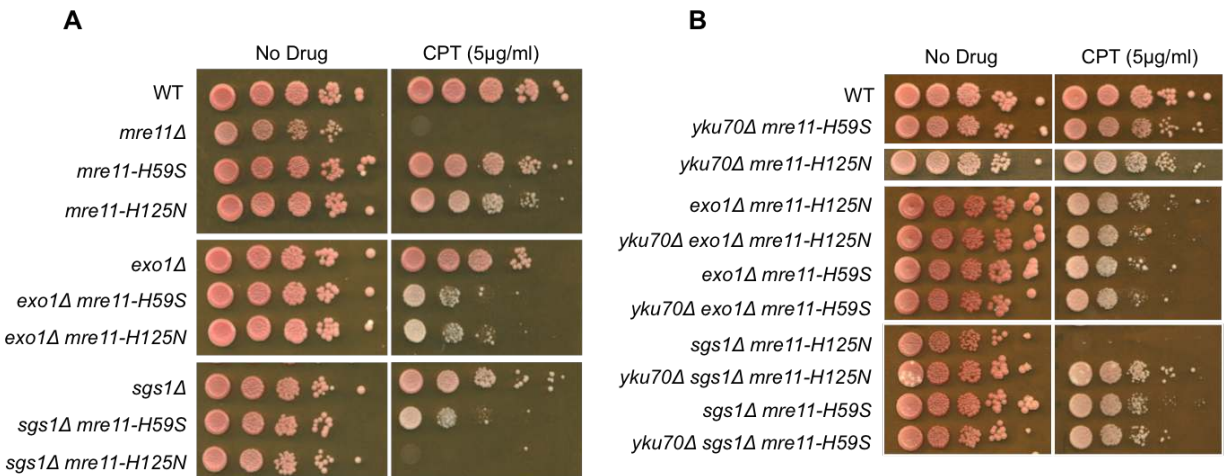 A
No Drug CPT (5µg/ml)
WT
mre11Δ
mre11-H59S
mre11-H125N
exo1Δ
exo1Δ mre11-H59S
exo1Δ mre11-H125N
sgs1Δ
sgs1Δ mre11-H59S
sgs1Δ mre11-H125N
B
No Drug CPT (5µg/ml)
WT
yku70Δ mre11-H59S
yku70Δ mre11-H125N
exo1Δ mre11-H125N
yku70Δ exo1Δ mre11-H125N
exo1Δ mre11-H59S
yku70Δ exo1Δ mre11-H59S
sgs1Δ mre11-H125N
yku70Δ sgs1Δ mre11-H125N
sgs1Δ mre11-H59S
yku70Δ sgs1Δ mre11-H59S